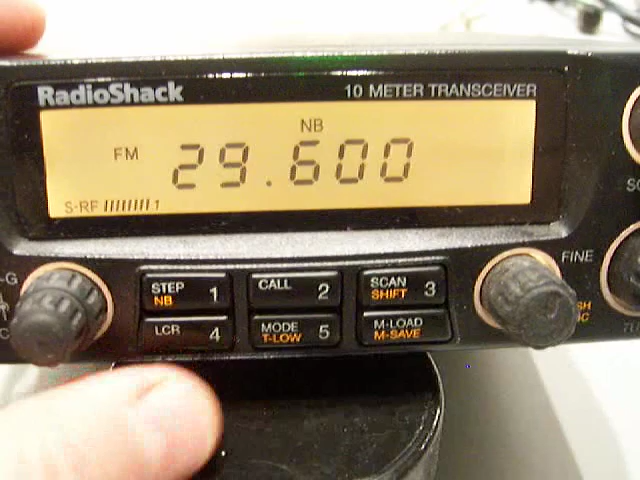 RadioShack 10 METER TRANSCEIVER
NB
FM 29.600
S-RF 1
FINE
STEP NB 1 CALL 2 SCAN SHIFT 3
LCR 4 MODE T-LOW 5 M-LOAD M-SAVE